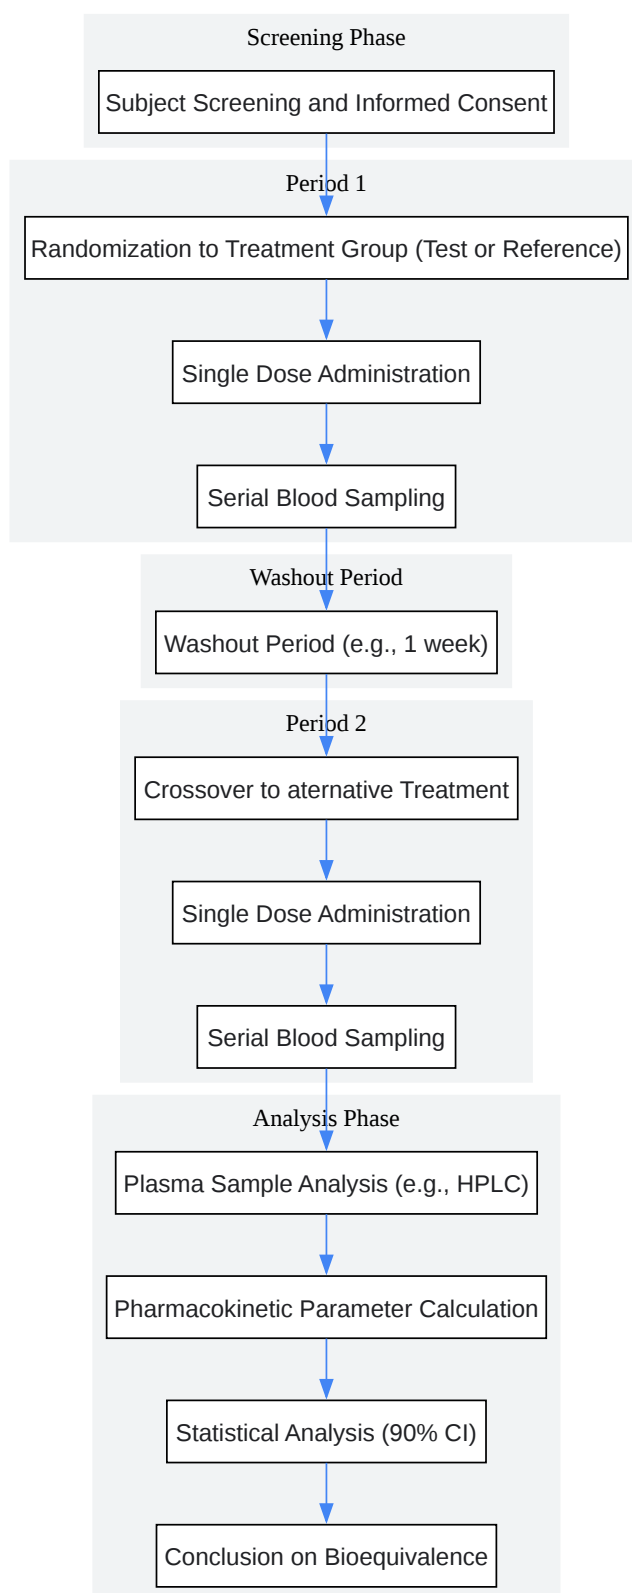 Screening Phase
Subject Screening and Informed Consent
Period 1
Randomization to Treatment Group (Test or Reference)
Single Dose Administration
Serial Blood Sampling
Washout Period
Washout Period (e.g., 1 week)
Period 2
Crossover to aternative Treatment
Single Dose Administration
Serial Blood Sampling
Analysis Phase
Plasma Sample Analysis (e.g., HPLC)
Pharmacokinetic Parameter Calculation
Statistical Analysis (90% CI)
Conclusion on Bioequivalence